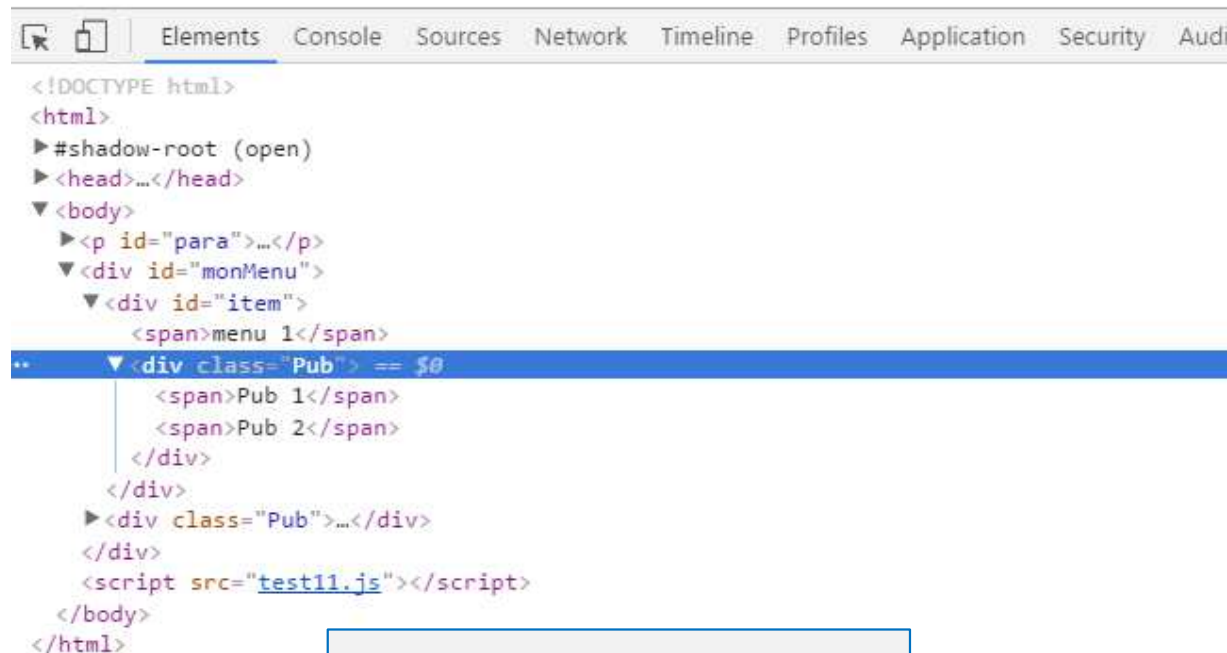 Elements Console Sources Network Timeline Profiles Application Security Audi
<!DOCTYPE html>
<html>
▶#shadow-root (open)
▶<head>…</head>
▼<body>
▶<p id="para">…</p>
▼<div id="monMenu">
▼<div id="item">
<span>menu 1</span>
▼<div class="Pub"> == $0
<span>Pub 1</span>
<span>Pub 2</span>
</div>
</div>
▶<div class="Pub">…</div>
</div>
<script src="test11.js"></script>
</body>
</html>